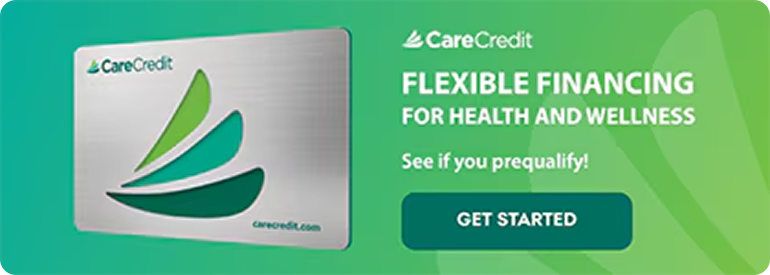 CareCredit
carecredit.com
CareCredit
FLEXIBLE FINANCING
FOR HEALTH AND WELLNESS
See if you prequalify!
GET STARTED